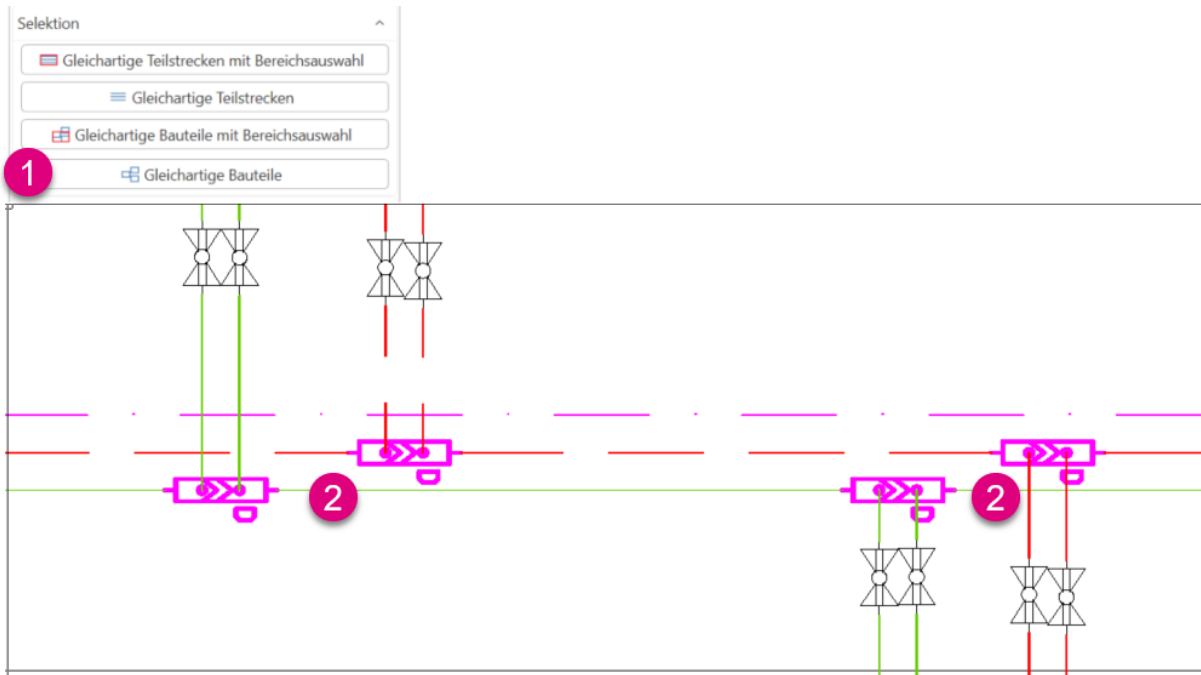 Selektion
Gleichartige Teilstrecken mit Bereichsauswahl
Gleichartige Teilstrecken
Gleichartige Bauteile mit Bereichsauswahl
1
Gleichartige Bauteile
2
2
D
D
D
D